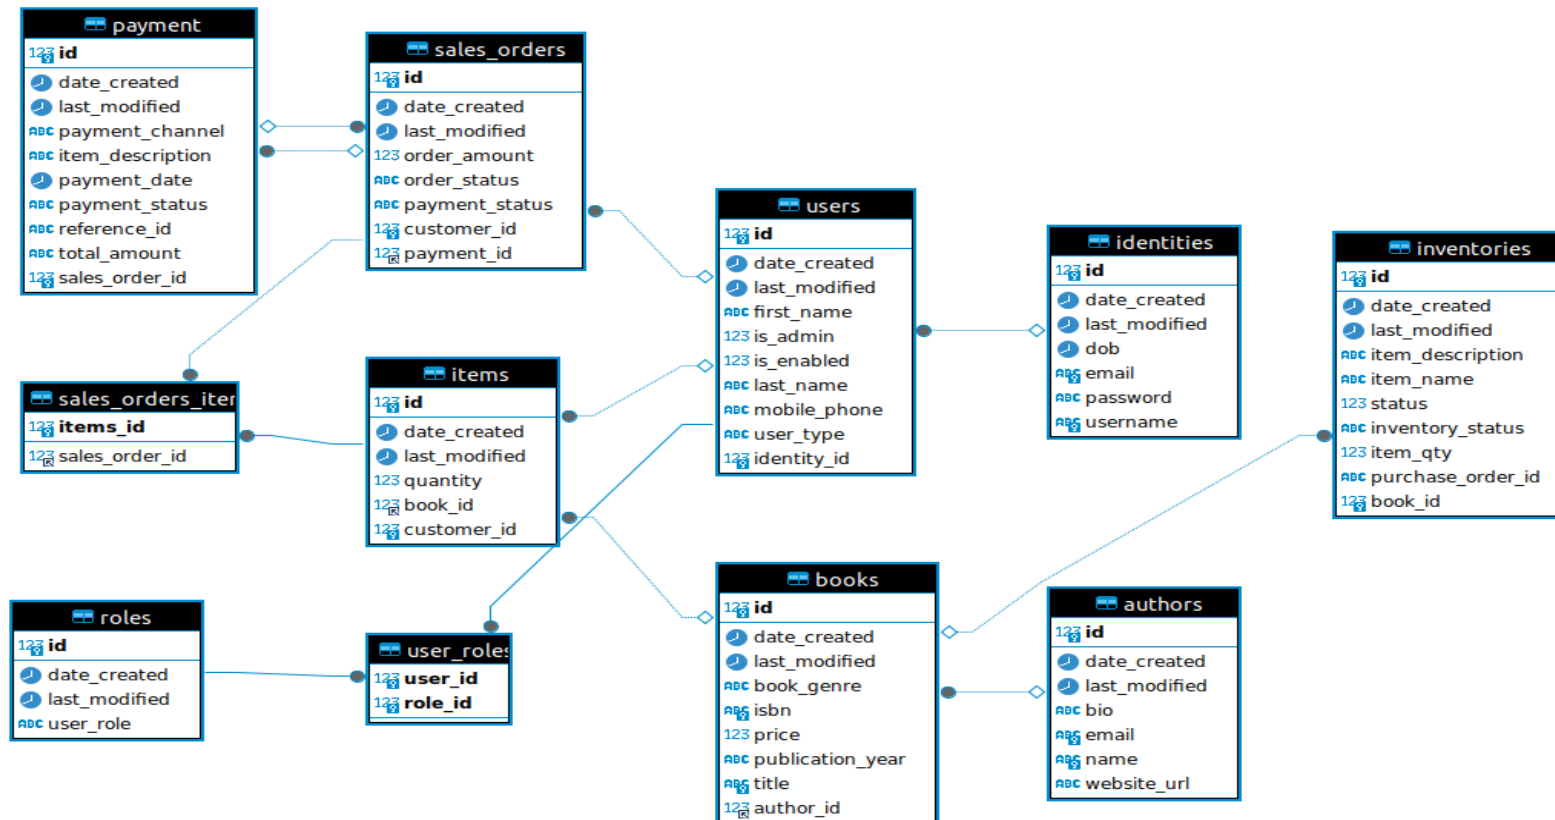 payment
id
date_created
last_modified
payment_channel
item_description
payment_date
payment_status
reference_id
total_amount
sales_order_id
sales_orders
id
date_created
last_modified
order_amount
order_status
payment_status
customer_id
payment_id
users
id
date_created
last_modified
first_name
is_admin
is_enabled
last_name
mobile_phone
user_type
identity_id
identities
id
date_created
last_modified
dob
email
password
username
inventories
id
date_created
last_modified
item_description
item_name
status
inventory_status
item_qty
purchase_order_id
book_id
sales_orders_iter
items_id
sales_order_id
items
id
date_created
last_modified
quantity
book_id
customer_id
roles
id
date_created
last_modified
user_role
user_roles
user_id
role_id
books
id
date_created
last_modified
book_genre
isbn
price
publication_year
title
author_id
authors
id
date_created
last_modified
bio
email
name
website_url